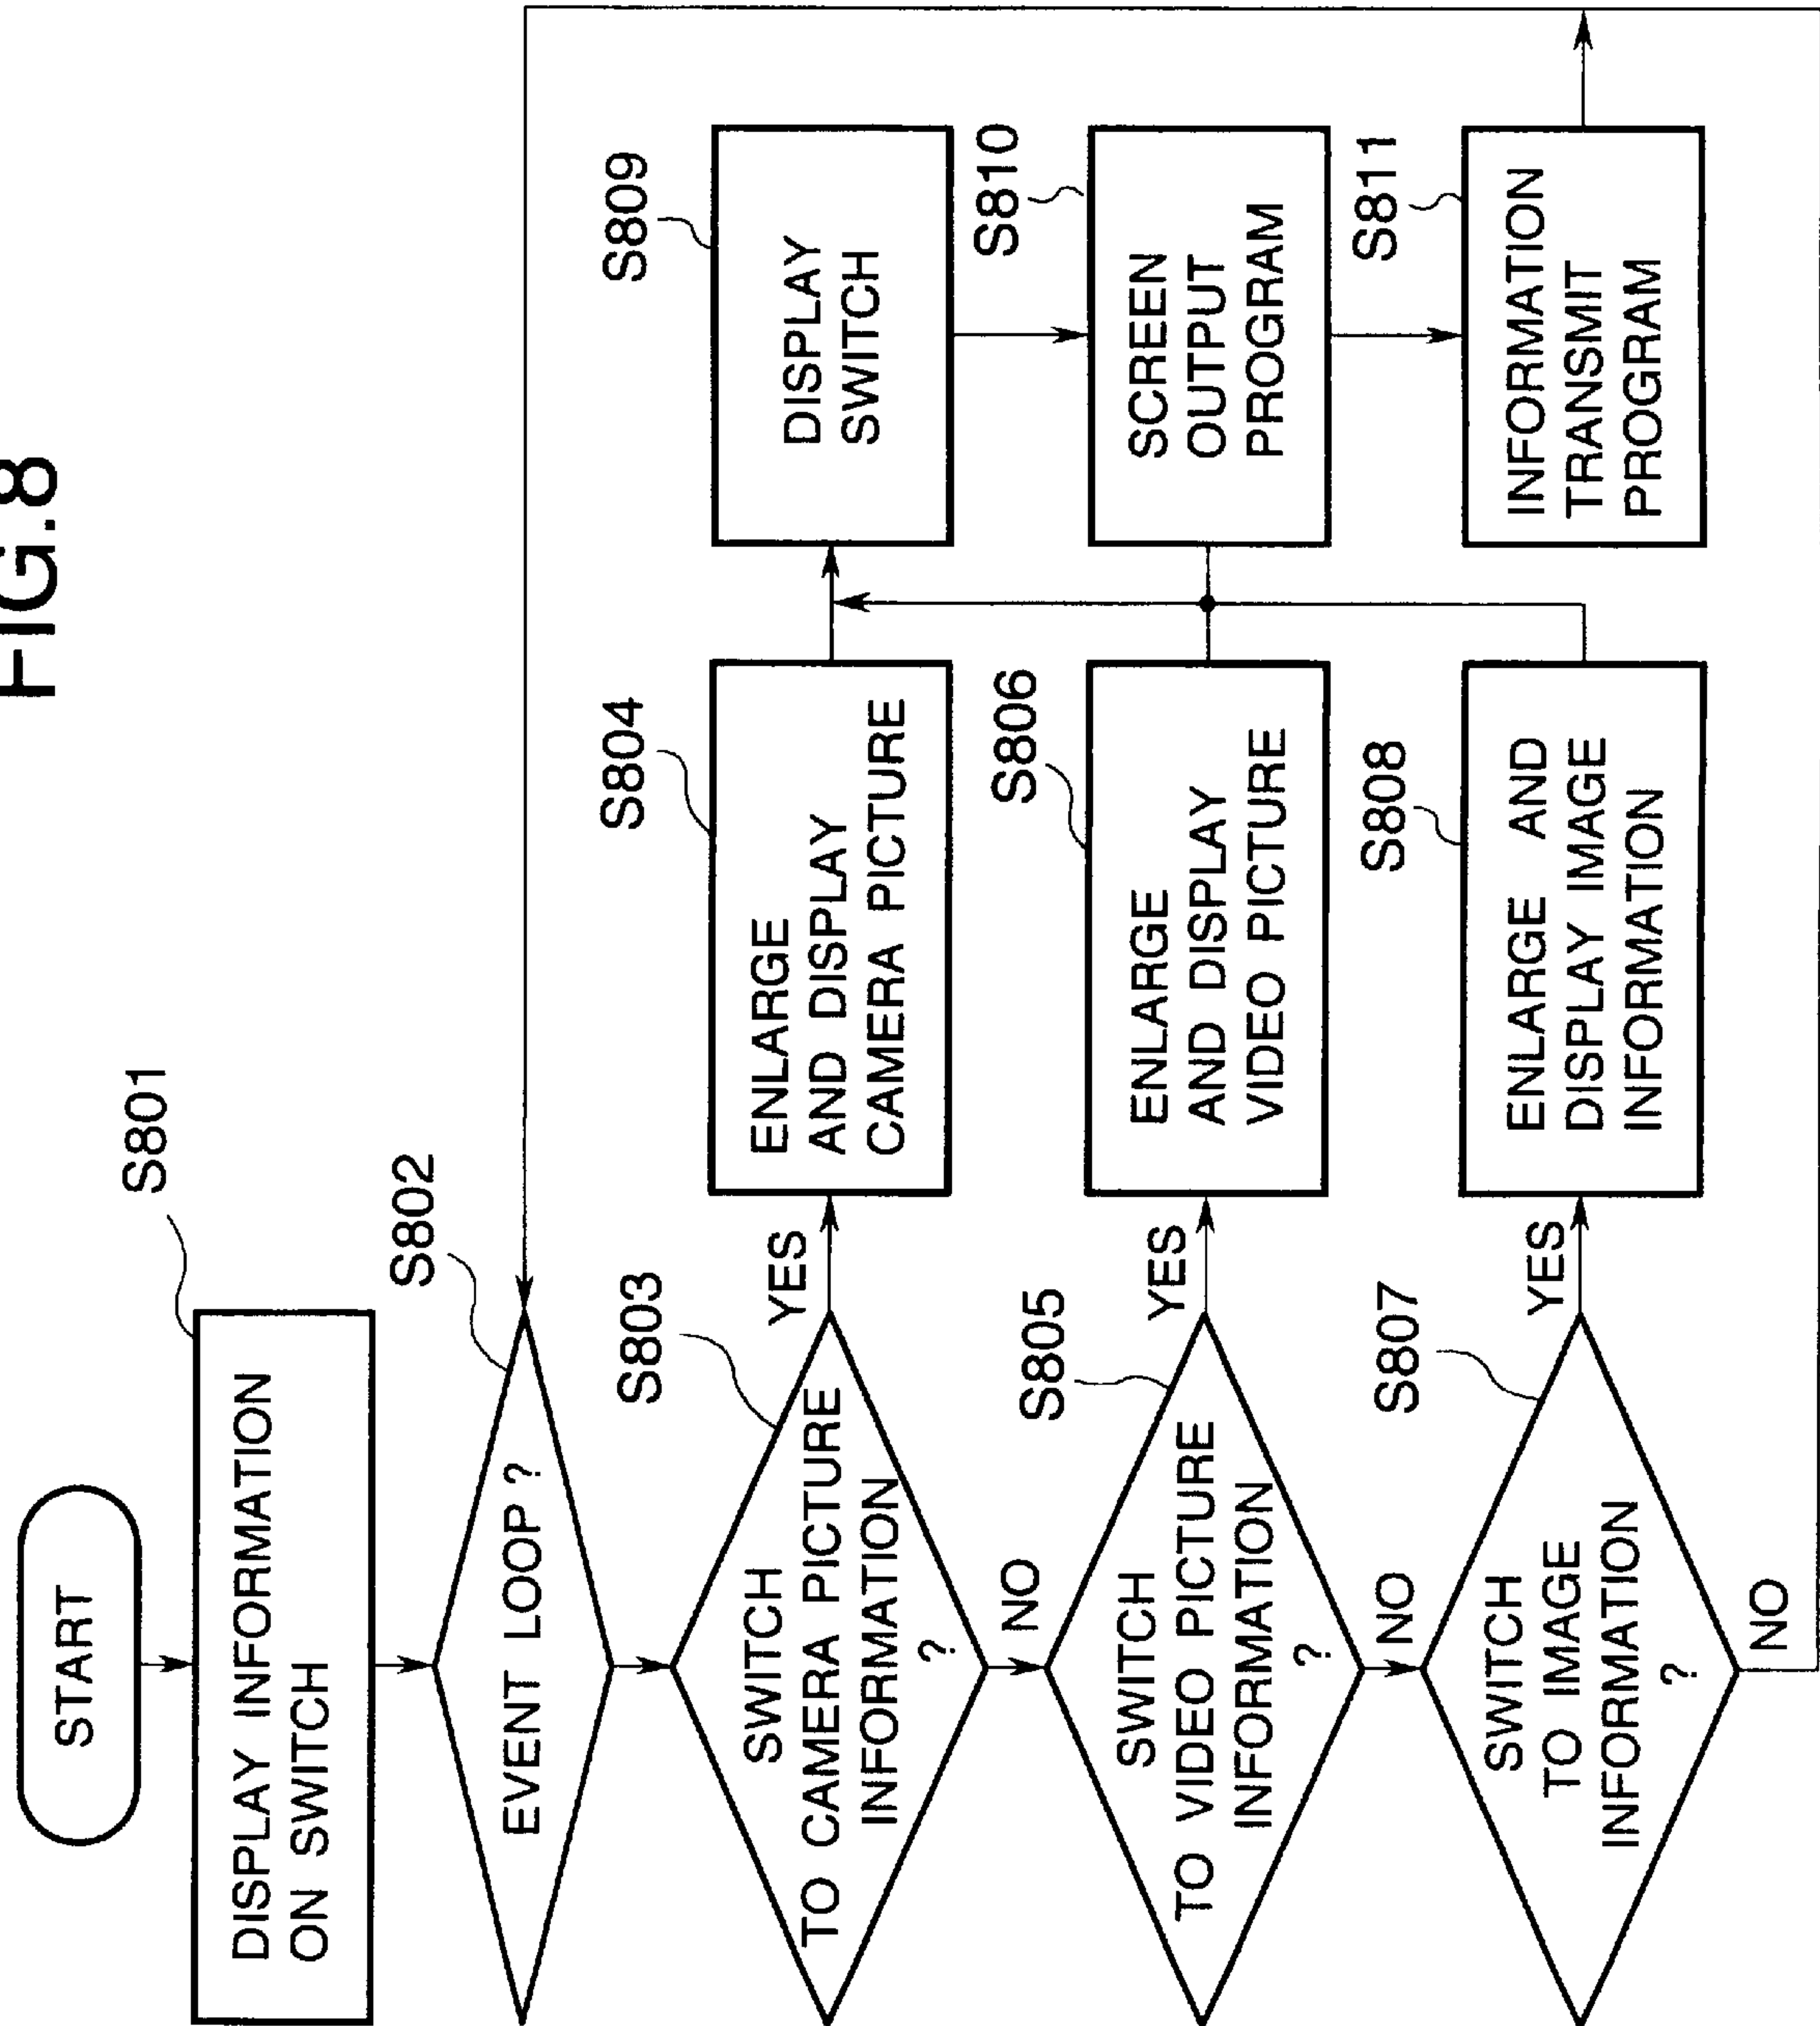 FIG.8
START
S801
DISPLAY INFORMATION
ON SWITCH
S802
EVENT LOOP ?
S803
SWITCH
TO CAMERA PICTURE
INFORMATION
?
YES
NO
S804
ENLARGE
AND DISPLAY
CAMERA PICTURE
S809
DISPLAY
SWITCH
S805
SWITCH
TO VIDEO PICTURE
INFORMATION
?
YES
NO
S806
ENLARGE
AND DISPLAY
VIDEO PICTURE
S810
SCREEN
OUTPUT
PROGRAM
S807
SWITCH
TO IMAGE
INFORMATION
?
YES
NO
S808
ENLARGE AND
DISPLAY IMAGE
INFORMATION
S811
INFORMATION
TRANSMIT
PROGRAM